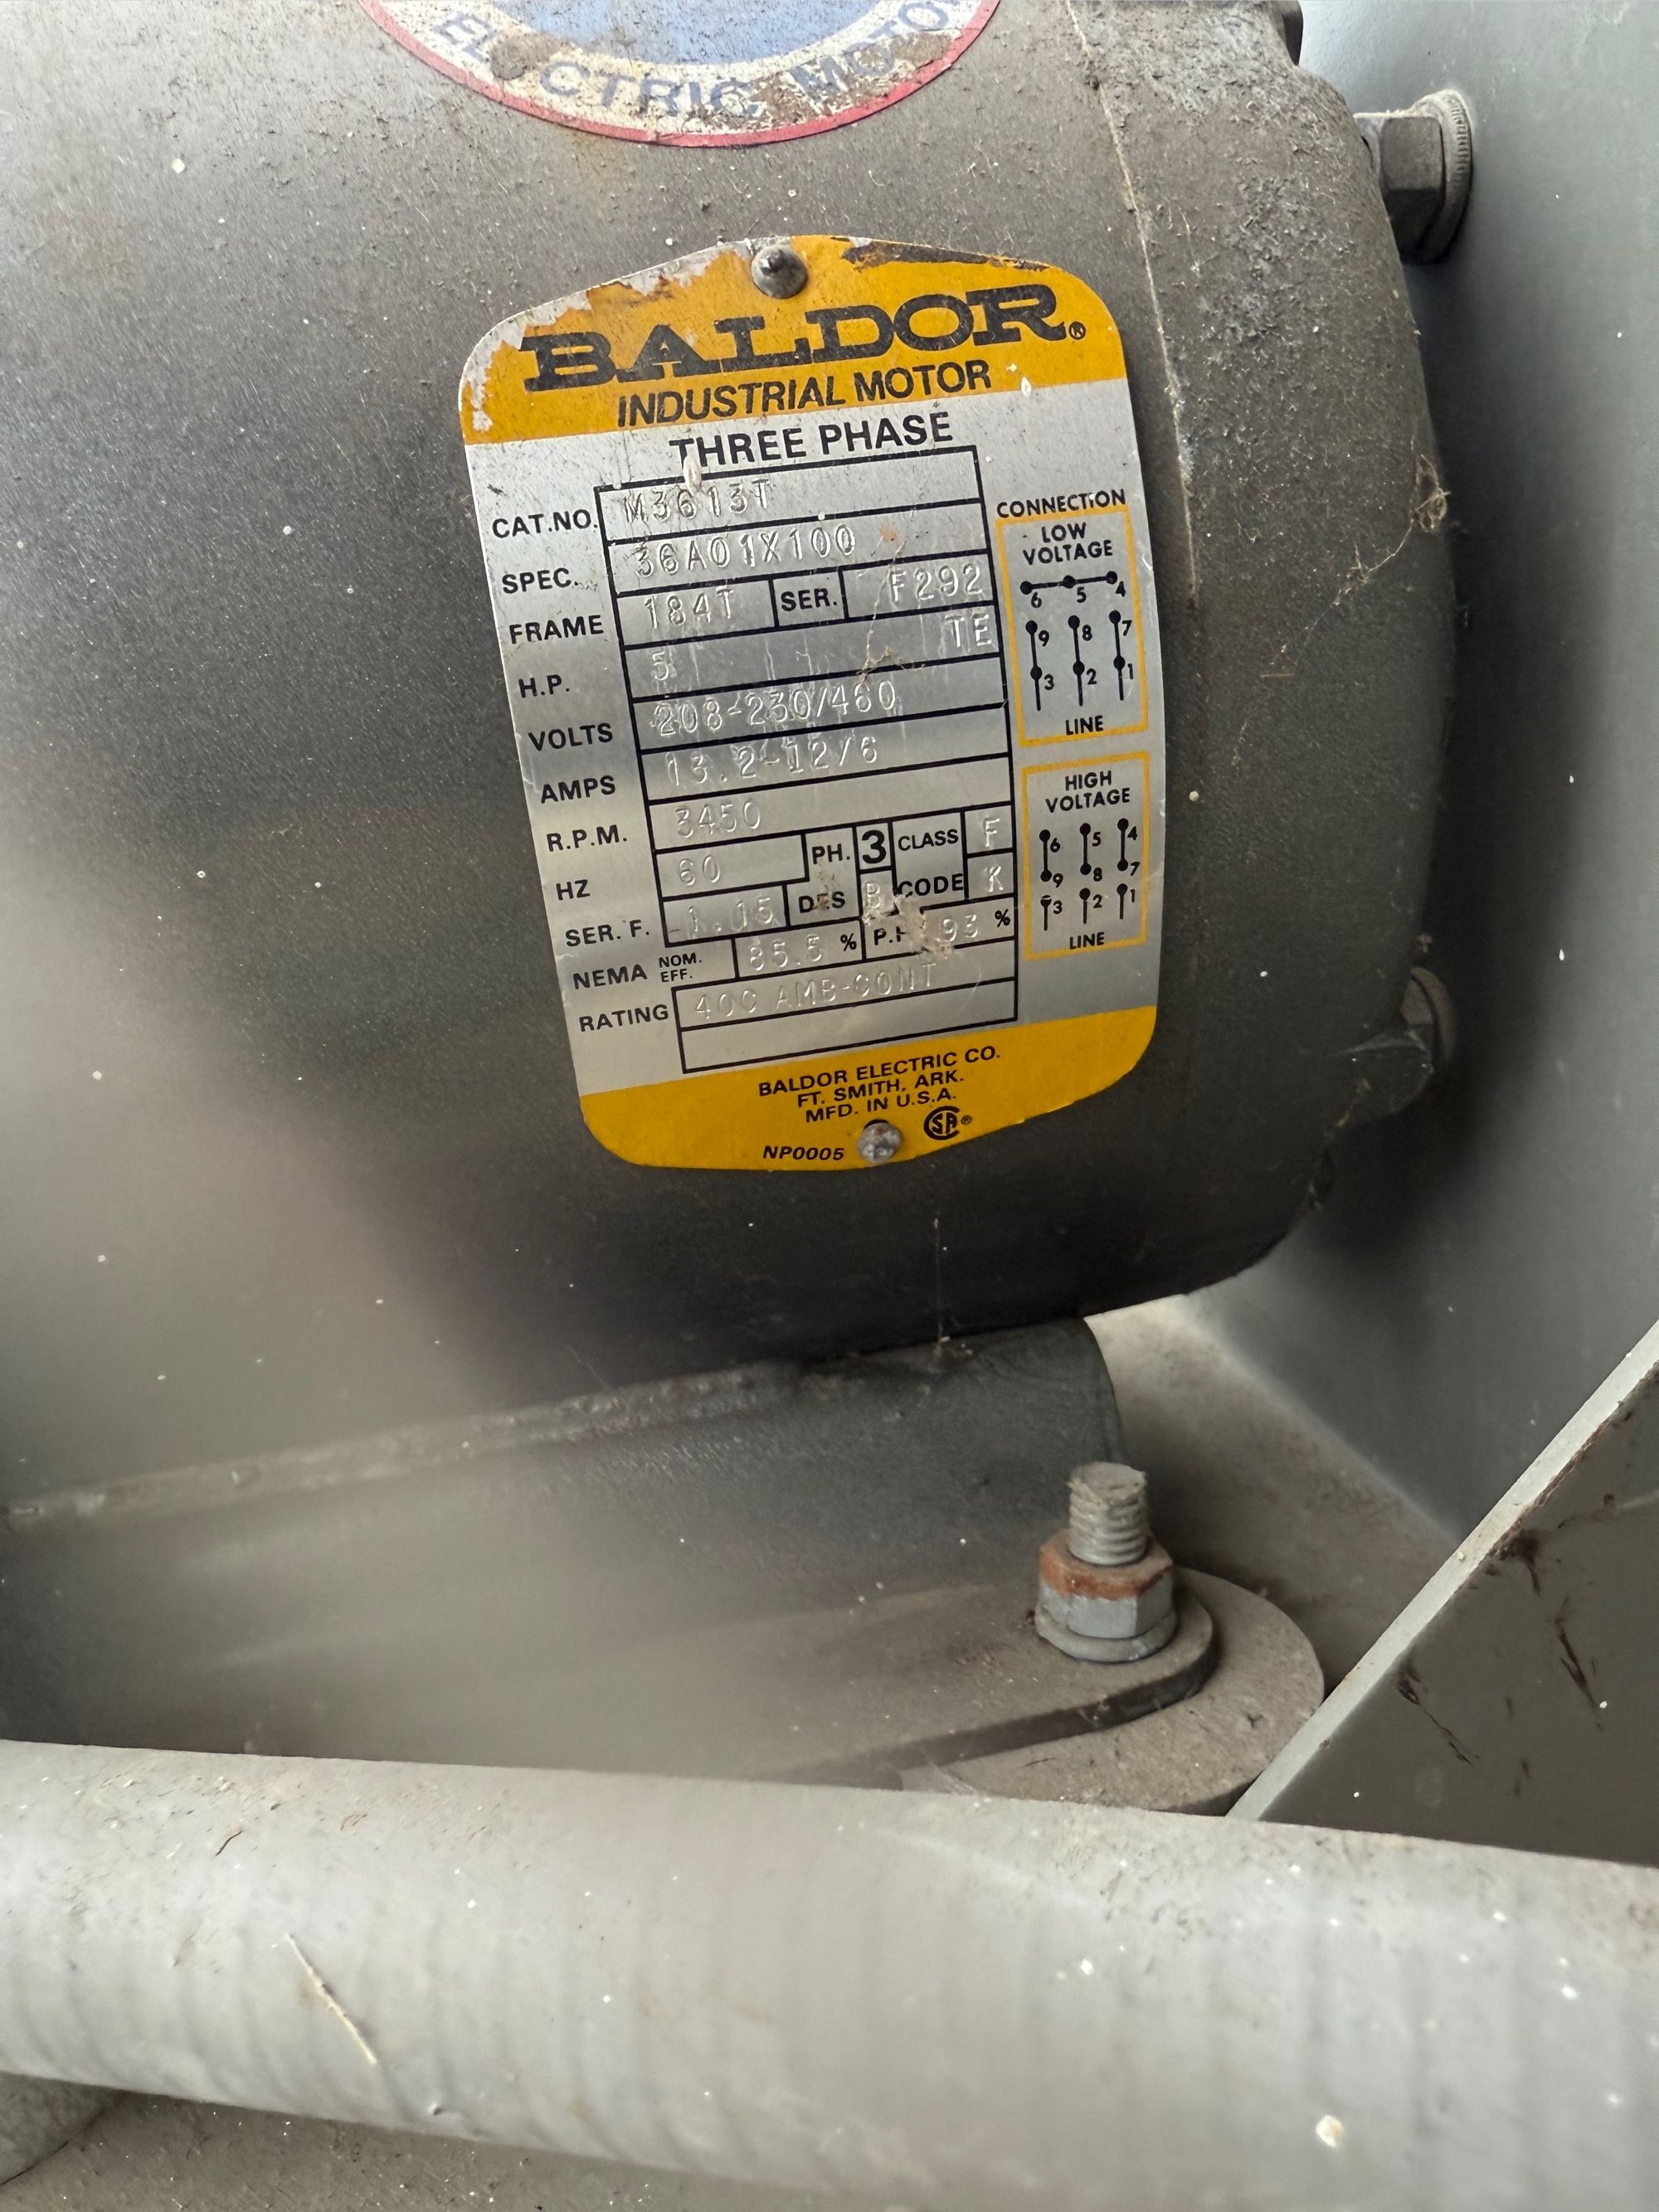 ELECTRIC MOTO
BALDOR®
INDUSTRIAL MOTOR
THREE PHASE
CAT.NO. M3613T
SPEC. 36A01X100
FRAME 184T SER. F292
H.P. 5 TE
VOLTS 208-230/460
AMPS 13.2-12/6
R.P.M. 3450
HZ 60 PH. 3 CLASS F
SER. F. 1.15 DES B CODE K
NEMA NOM. EFF. 85.5 % P.F. 93 %
RATING 40C AMB-CONT
CONNECTION
LOW
VOLTAGE
6 5 4
9 8 7
3 2 1
LINE
HIGH
VOLTAGE
6 5 4
9 8 7
3 2 1
LINE
BALDOR ELECTRIC CO.
FT. SMITH, ARK.
MFD. IN U.S.A.
NP0005 SA®